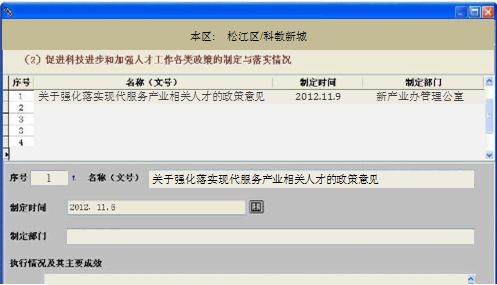 本区： 松江区/科教新城
（2）促进科技进步和加强人才工作各类政策的制定与落实情况
序号 名称（文号） 制定时间 制定部门
1 关于强化落实现代服务产业相关人才的政策意见 2012.11.9 新产业办管理公室
2
3
3
4
序号 1 名称（文号） 关于强化落实现代服务产业相关人才的政策意见
制定时间 2012. 11.6
制定部门
执行情况及其主要成效